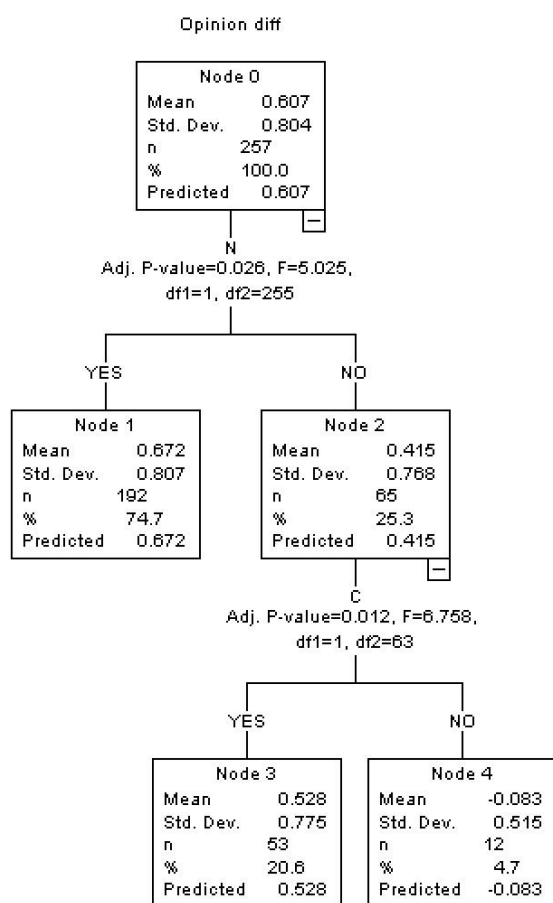 Opinion diff
Node 0
Mean 0.607
Std. Dev. 0.804
n 257
% 100.0
Predicted 0.607
N
Adj. P-value=0.026, F=5.025,
df1=1, df2=255
YES
NO
Node 1
Mean 0.672
Std. Dev. 0.807
n 192
% 74.7
Predicted 0.672
Node 2
Mean 0.415
Std. Dev. 0.768
n 65
% 25.3
Predicted 0.415
C
Adj. P-value=0.012, F=6.758,
df1=1, df2=63
YES
NO
Node 3
Mean 0.528
Std. Dev. 0.775
n 53
% 20.6
Predicted 0.528
Node 4
Mean -0.083
Std. Dev. 0.515
n 12
% 4.7
Predicted -0.083